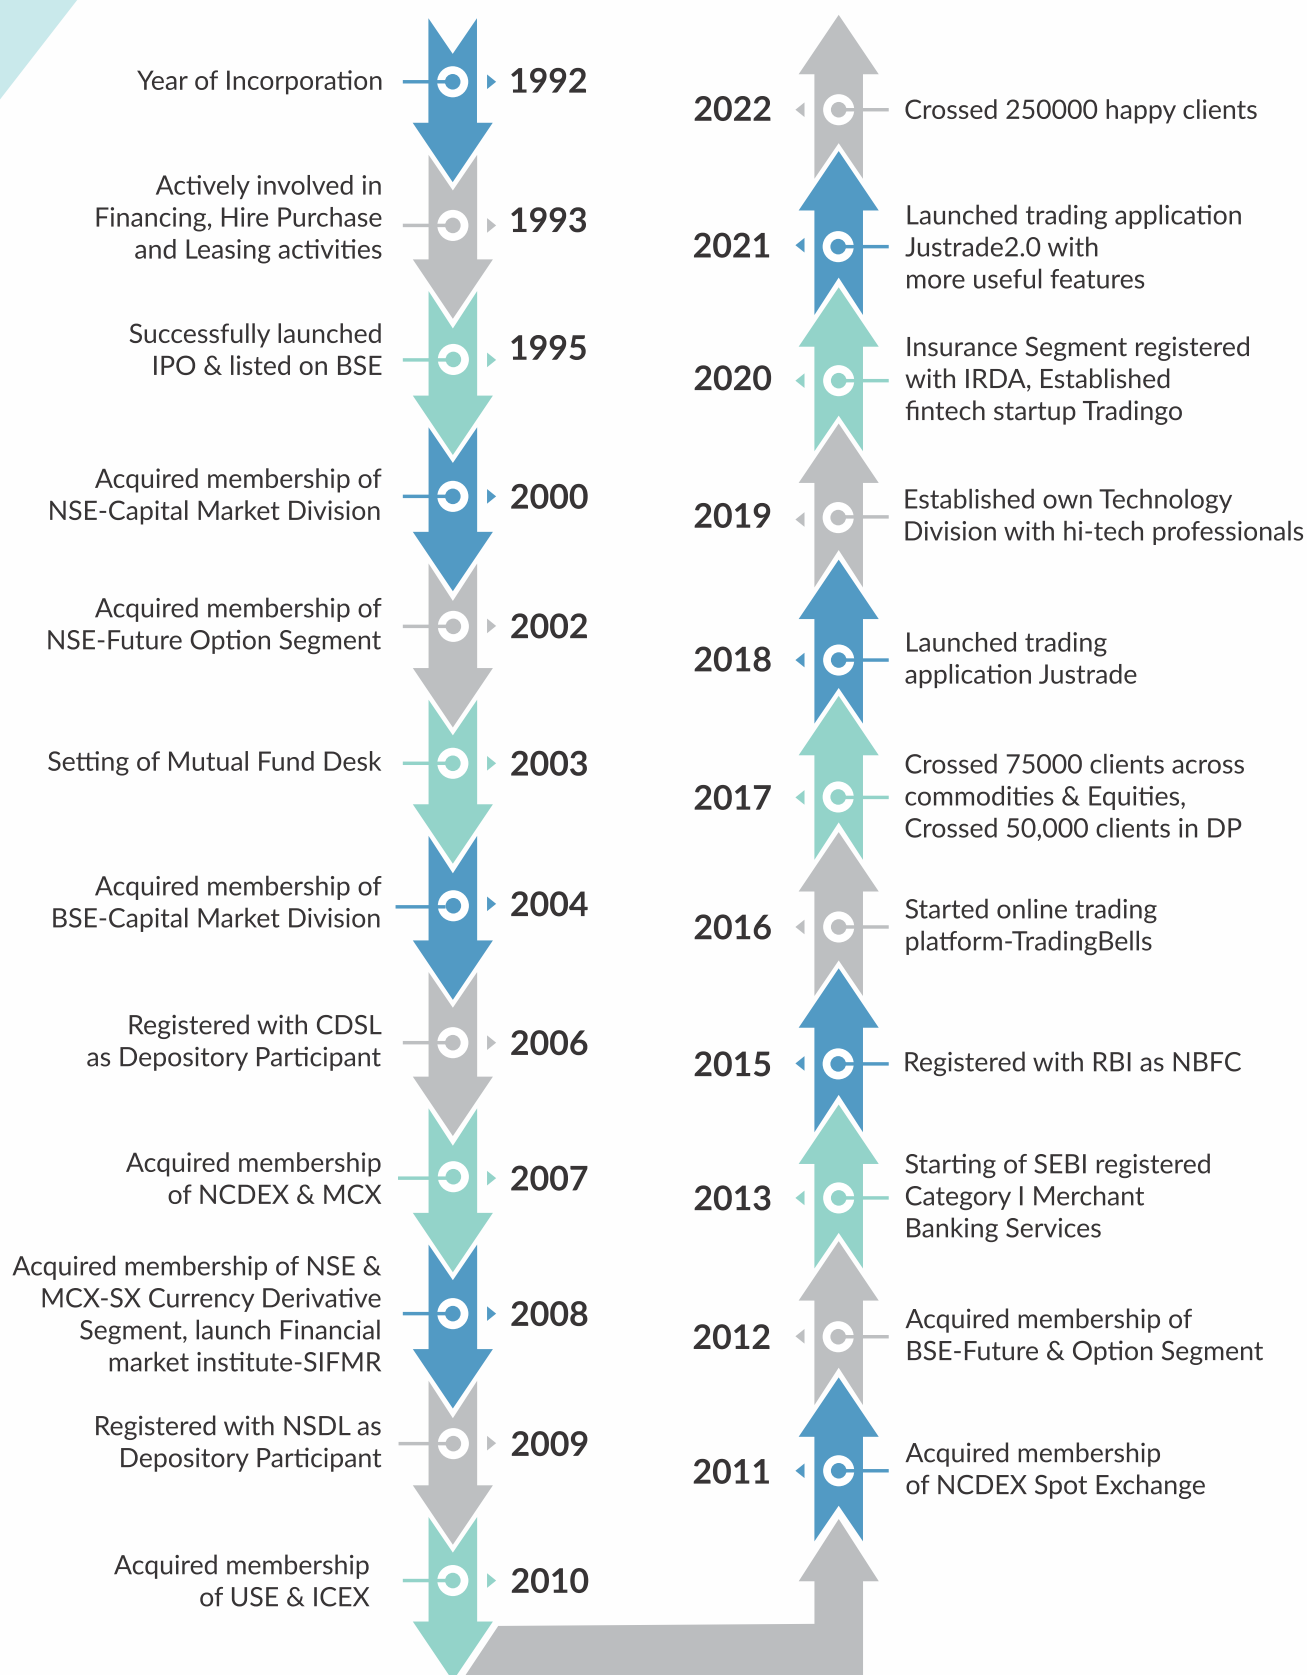 Year of Incorporation
1992
Actively involved in
Financing, Hire Purchase
and Leasing activities
1993
Successfully launched
IPO & listed on BSE
1995
Acquired membership of
NSE-Capital Market Division
2000
Acquired membership of
NSE-Future Option Segment
2002
Setting of Mutual Fund Desk
2003
Acquired membership of
BSE-Capital Market Division
2004
Registered with CDSL
as Depository Participant
2006
Acquired membership
of NCDEX & MCX
2007
Acquired membership of NSE &
MCX-SX Currency Derivative
Segment, launch Financial
market institute-SIFMR
2008
Registered with NSDL as
Depository Participant
2009
Acquired membership
of USE & ICEX
2010
2022
Crossed 250000 happy clients
2021
Launched trading application
Justrade2.0 with
more useful features
2020
Insurance Segment registered
with IRDA, Established
fintech startup Tradingo
2019
Established own Technology
Division with hi-tech professionals
2018
Launched trading
application Justrade
2017
Crossed 75000 clients across
commodities & Equities,
Crossed 50,000 clients in DP
2016
Started online trading
platform-TradingBells
2015
Registered with RBI as NBFC
2013
Starting of SEBI registered
Category I Merchant
Banking Services
2012
Acquired membership of
BSE-Future & Option Segment
2011
Acquired membership
of NCDEX Spot Exchange